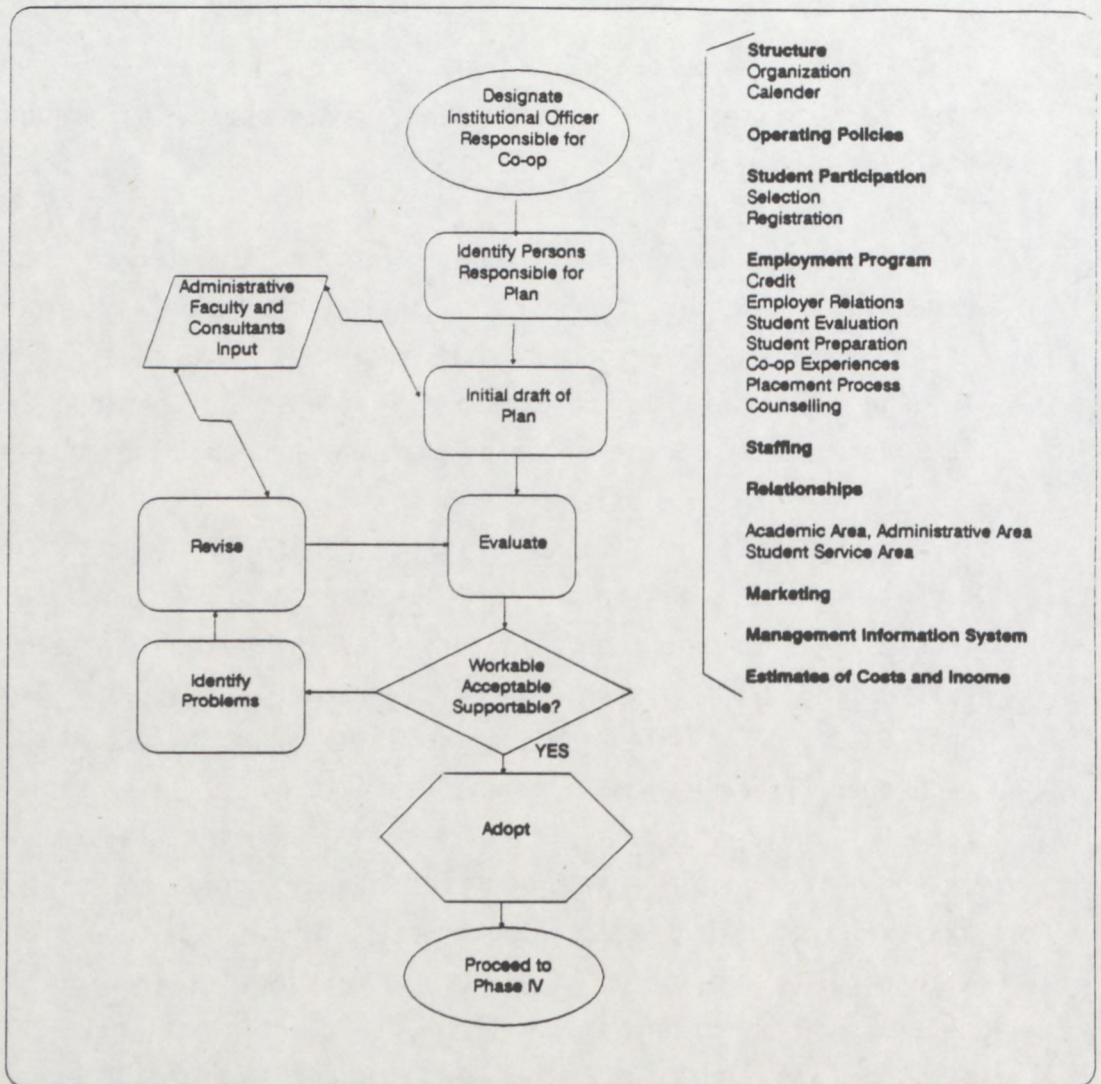 Designate
Institutional Officer
Responsible for
Co-op
Identify Persons
Responsible for
Plan
Administrative
Faculty and
Consultants
Input
Initial draft of
Plan
Revise
Evaluate
Identify
Problems
Workable
Acceptable
Supportable?
YES
Adopt
Proceed to
Phase IV
Structure
Organization
Calender
Operating Policies
Student Participation
Selection
Registration
Employment Program
Credit
Employer Relations
Student Evaluation
Student Preparation
Co-op Experiences
Placement Process
Counselling
Staffing
Relationships
Academic Area, Administrative Area
Student Service Area
Marketing
Management Information System
Estimates of Costs and Income